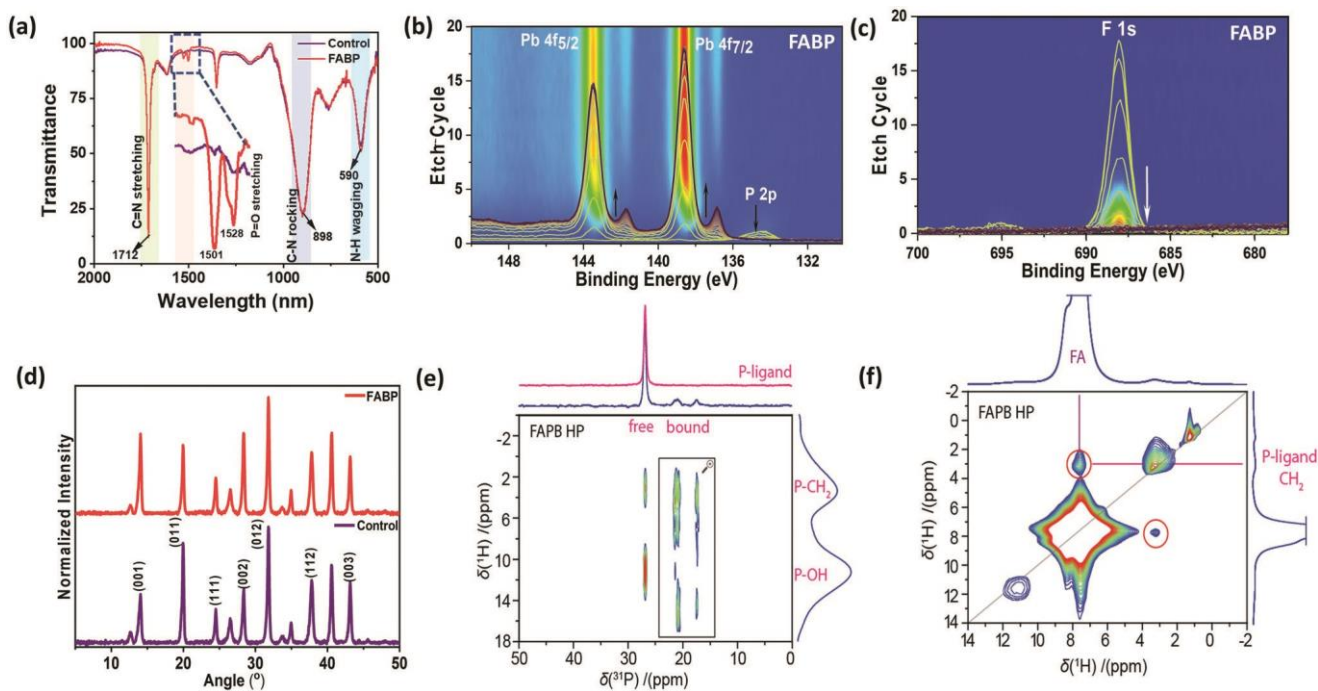 (a)
Control
FABP
100
75
50
25
0
Transmittance
C=N stretching
P=O stretching
C-N rocking
N-H wagging
1712
1501
1528
898
590
2000
1500
1000
500
Wavelength (nm)
(b)
Pb 4f5/2
Pb 4f7/2
FABP
P 2p
20
15
10
5
0
Etch Cycle
148
144
140
136
132
Binding Energy (eV)
(c)
F 1s
FABP
20
15
10
5
0
Etch Cycle
695
690
685
680
Binding Energy (eV)
(d)
FABP
Control
Normalized Intensity
(001)
(011)
(111)
(002)
(012)
(112)
(003)
10
20
30
40
50
Angle (º)
(e)
P-ligand
FAPB HP
free
bound
P-CH2
P-OH
-2
2
6
10
14
18
δ(¹H) /(ppm)
50
40
30
20
10
0
δ(³¹P) /(ppm)
(f)
FA
FAPB HP
P-ligand
CH2
-2
0
2
4
6
8
10
12
14
δ(¹H) /(ppm)
14
12
10
8
6
4
2
0
-2
δ(¹H) /(ppm)